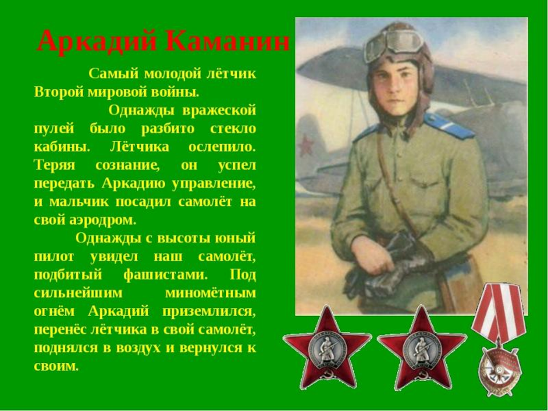 Аркадий Каманин
Самый молодой лётчик
Второй мировой войны.
Однажды вражеской
пулей было разбито стекло
кабины. Лётчика ослепило.
Теряя сознание, он успел
передать Аркадию управление,
и мальчик посадил самолёт на
свой аэродром.
Однажды с высоты юный
пилот увидел наш самолёт,
подбитый фашистами. Под
сильнейшим миномётным
огнём Аркадий приземлился,
перенёс лётчика в свой самолёт,
поднялся в воздух и вернулся к
своим.